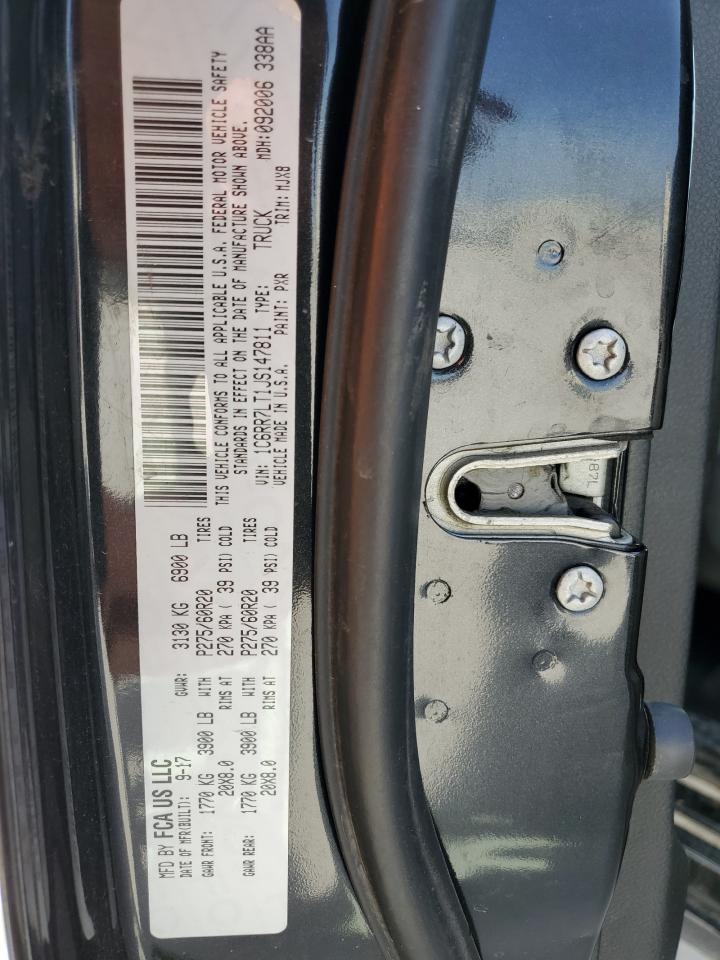 MFD BY FCA US LLC
DATE OF MFR(BUILT): 9-17 GVWR: 3130 KG 6900 LB
GAWR FRONT: 1770 KG 3900 LB WITH P275/60R20 TIRES
20X8.0 RIMS AT 270 KPA ( 39 PSI) COLD
GAWR REAR: 1770 KG 3900 LB WITH P275/60R20 TIRES
20X8.0 RIMS AT 270 KPA ( 39 PSI) COLD
THIS VEHICLE CONFORMS TO ALL APPLICABLE U.S.A. FEDERAL MOTOR VEHICLE SAFETY
STANDARDS IN EFFECT ON THE DATE OF MANUFACTURE SHOWN ABOVE.
VIN: 1C6RR7LT1JS147811 TYPE: TRUCK MDH:092006 338AA
VEHICLE MADE IN U.S.A. PAINT: PXR TRIM: MJX8